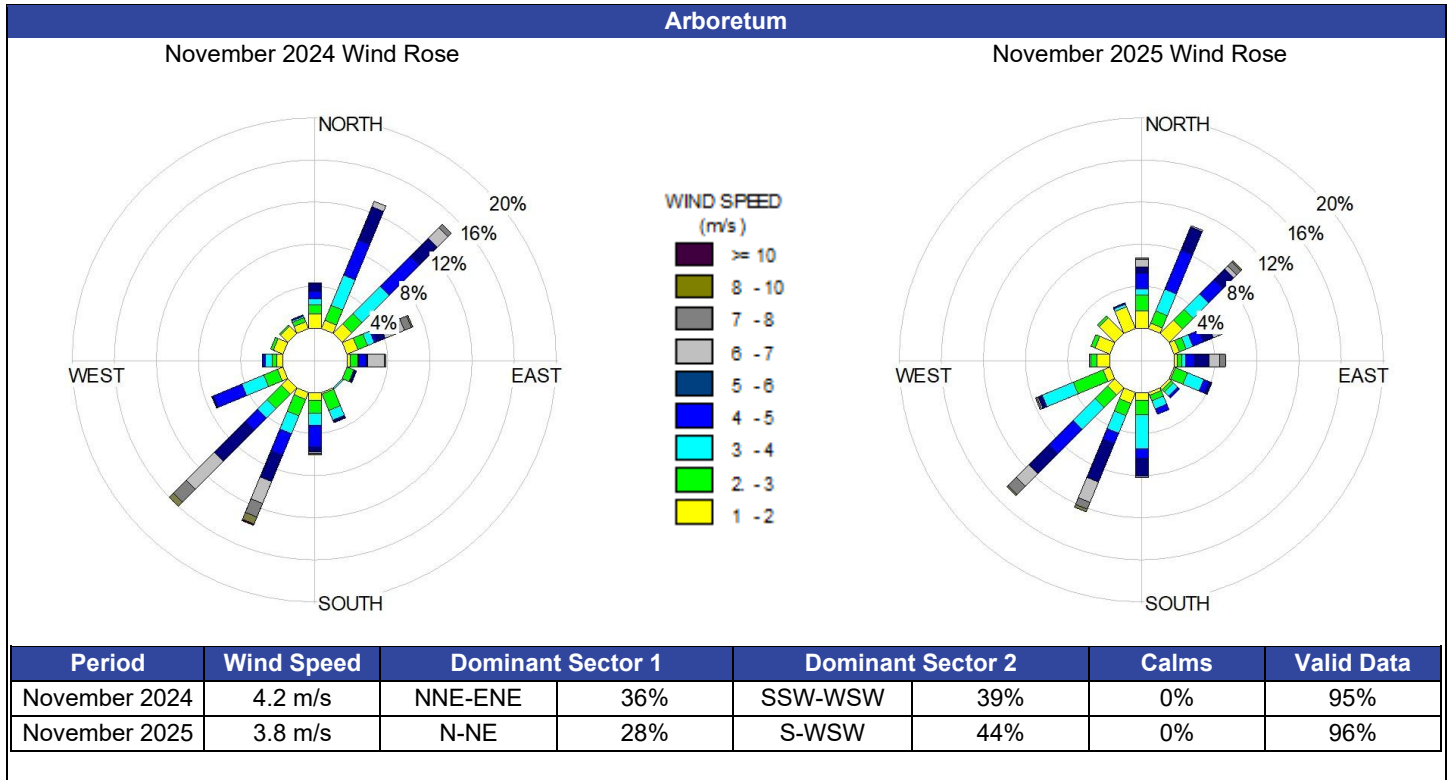 Arboretum
November 2024 Wind Rose
November 2025 Wind Rose
NORTH
20%
16%
12%
8%
4%
WEST
EAST
SOUTH
WIND SPEED
(m/s)
>= 10
8 - 10
7 - 8
6 - 7
5 - 6
4 - 5
3 - 4
2 - 3
1 - 2
NORTH
20%
16%
12%
8%
4%
WEST
EAST
SOUTH
Period Wind Speed Dominant Sector 1 Dominant Sector 2 Calms Valid Data
November 2024 4.2 m/s NNE-ENE 36% SSW-WSW 39% 0% 95%
November 2025 3.8 m/s N-NE 28% S-WSW 44% 0% 96%